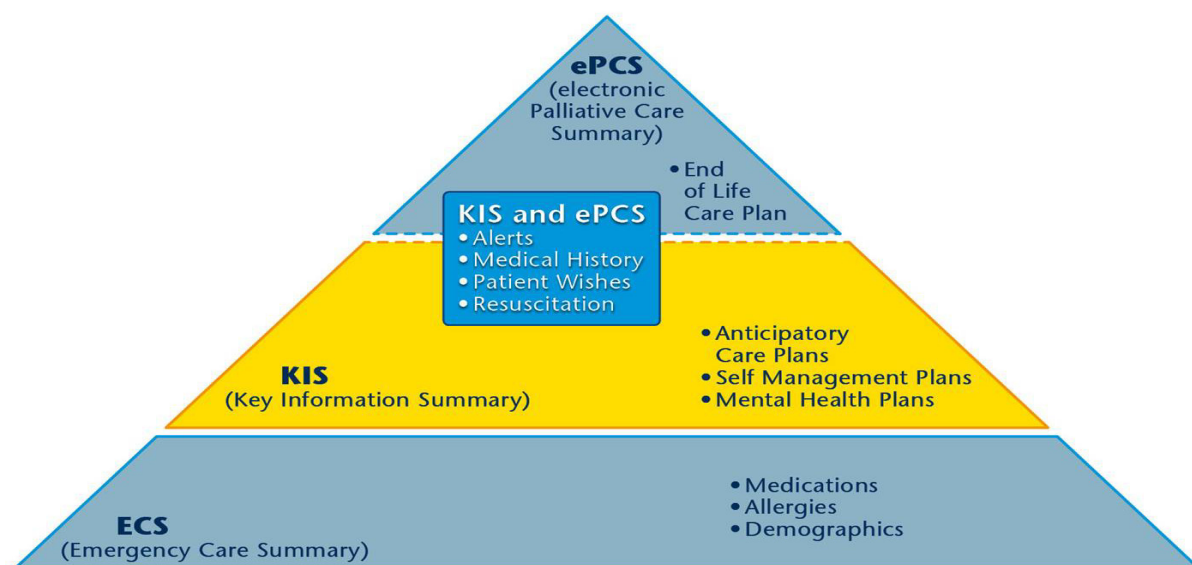 ePCS
(electronic
Palliative Care
Summary)
• End
of Life
Care Plan
KIS and ePCS
• Alerts
• Medical History
• Patient Wishes
• Resuscitation
• Anticipatory
Care Plans
• Self Management Plans
• Mental Health Plans
KIS
(Key Information Summary)
• Medications
• Allergies
• Demographics
ECS
(Emergency Care Summary)